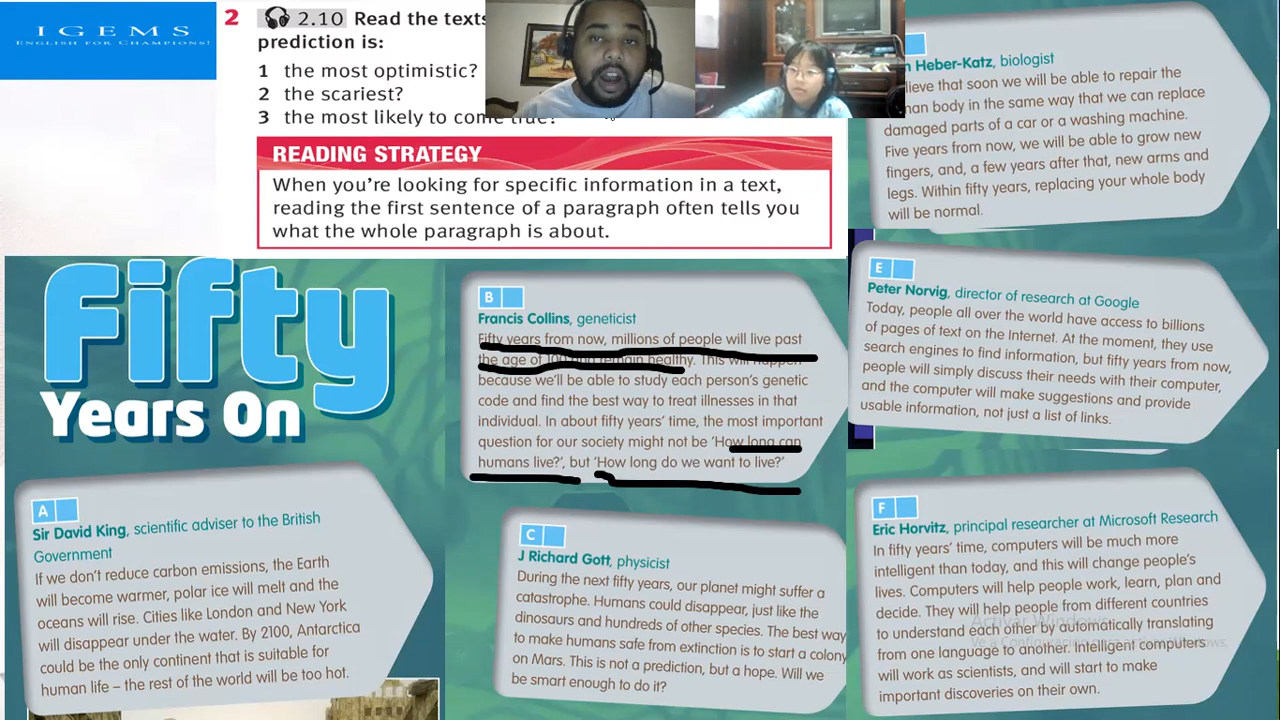 IGEMS
ENGLISH FOR CHAMPIONS!
2 2.10 Read the texts
prediction is:
1 the most optimistic?
2 the scariest?
3 the most likely to come true?
READING STRATEGY
When you're looking for specific information in a text,
reading the first sentence of a paragraph often tells you
what the whole paragraph is about.
Fifty
Years On
A
Sir David King, scientific adviser to the British
Government
If we don't reduce carbon emissions, the Earth
will become warmer, polar ice will melt and the
oceans will rise. Cities like London and New York
will disappear under the water. By 2100, Antarctica
could be the only continent that is suitable for
human life – the rest of the world will be too hot.
B
Francis Collins, geneticist
Fifty years from now, millions of people will live past
the age of 100 and remain healthy. This will happen
because we'll be able to study each person's genetic
code and find the best way to treat illnesses in that
individual. In about fifty years' time, the most important
question for our society might not be 'How long can
humans live?', but 'How long do we want to live?'
C
J Richard Gott, physicist
During the next fifty years, our planet might suffer a
catastrophe. Humans could disappear, just like the
dinosaurs and hundreds of other species. The best way
to make humans safe from extinction is to start a colony
on Mars. This is not a prediction, but a hope. Will we
be smart enough to do it?
Heber-Katz, biologist
lieve that soon we will be able to repair the
man body in the same way that we can replace
damaged parts of a car or a washing machine.
Five years from now, we will be able to grow new
fingers, and, a few years after that, new arms and
legs. Within fifty years, replacing your whole body
will be normal.
E
Peter Norvig, director of research at Google
Today, people all over the world have access to billions
of pages of text on the Internet. At the moment, they use
search engines to find information, but fifty years from now,
people will simply discuss their needs with their computer,
and the computer will make suggestions and provide
usable information, not just a list of links.
F
Eric Horvitz, principal researcher at Microsoft Research
In fifty years' time, computers will be much more
intelligent than today, and this will change people's
lives. Computers will help people work, learn, plan and
decide. They will help people from different countries
to understand each other by automatically translating
from one language to another. Intelligent computers
will work as scientists, and will start to make
important discoveries on their own.
Activar Windows
Ve a Configuración para activar Windows.